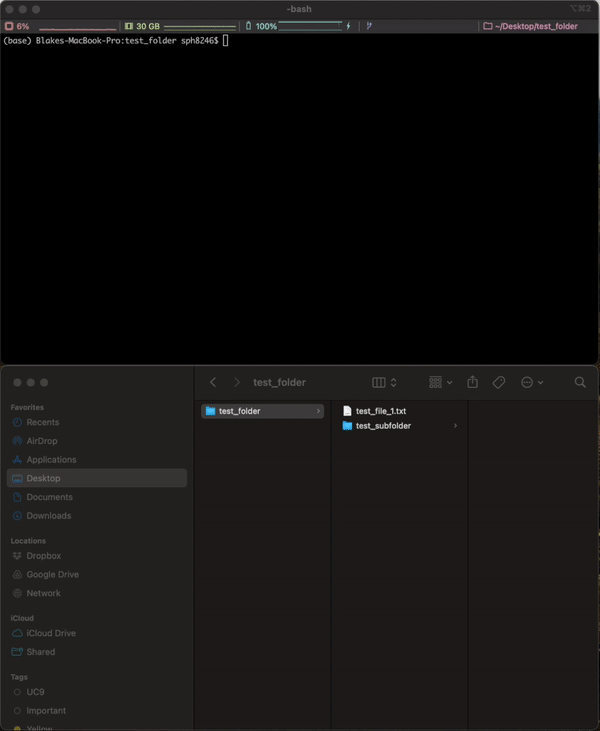 -bash
⌥⌘2
6%
30 GB
100%
~/Desktop/test_folder
(base) Blakes-MacBook-Pro:test_folder sph8246$
test_folder
Favorites
Recents
AirDrop
Applications
Desktop
Documents
Downloads
Locations
Dropbox
Google Drive
Network
iCloud
iCloud Drive
Shared
Tags
UC9
Important
Yellow
test_folder
test_file_1.txt
test_subfolder